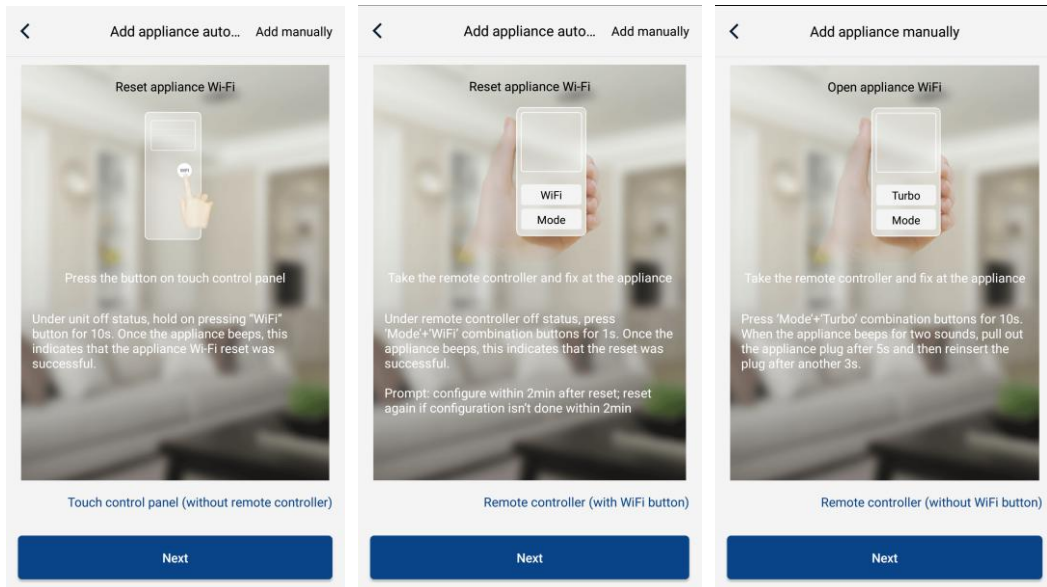 Add appliance auto... Add manually
Reset appliance Wi-Fi
WiFi
Press the button on touch control panel
Under unit off status, hold on pressing “WiFi”
button for 10s. Once the appliance beeps, this
indicates that the appliance Wi-Fi reset was
successful.
Touch control panel (without remote controller)
Next
Add appliance auto... Add manually
Reset appliance Wi-Fi
WiFi
Mode
Take the remote controller and fix at the appliance
Under remote controller off status, press
'Mode'+'WiFi' combination buttons for 1s. Once the
appliance beeps, this indicates that the reset was
successful.
Prompt: configure within 2min after reset; reset
again if configuration isn't done within 2min
Remote controller (with WiFi button)
Next
Add appliance manually
Open appliance WiFi
Turbo
Mode
Take the remote controller and fix at the appliance
Press 'Mode'+'Turbo' combination buttons for 10s.
When the appliance beeps for two sounds, pull out
the appliance plug after 5s and then reinsert the
plug after another 3s.
Remote controller (without WiFi button)
Next